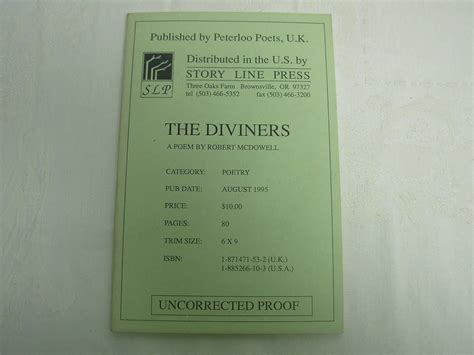 Published by Peterloo Poets, U.K.
Distributed in the U.S. by
STORY LINE PRESS
Three Oaks Farm Brownsville, OR 97327
tel (503) 466-5352 fax (503) 466-3200
SLP
THE DIVINERS
A POEM BY ROBERT MCDOWELL
CATEGORY: POETRY
PUB DATE: AUGUST 1995
PRICE: $10.00
PAGES: 80
TRIM SIZE: 6 X 9
ISBN: 1-871471-53-2 (U.K.)
1-885266-10-3 (U.S.A.)
UNCORRECTED PROOF